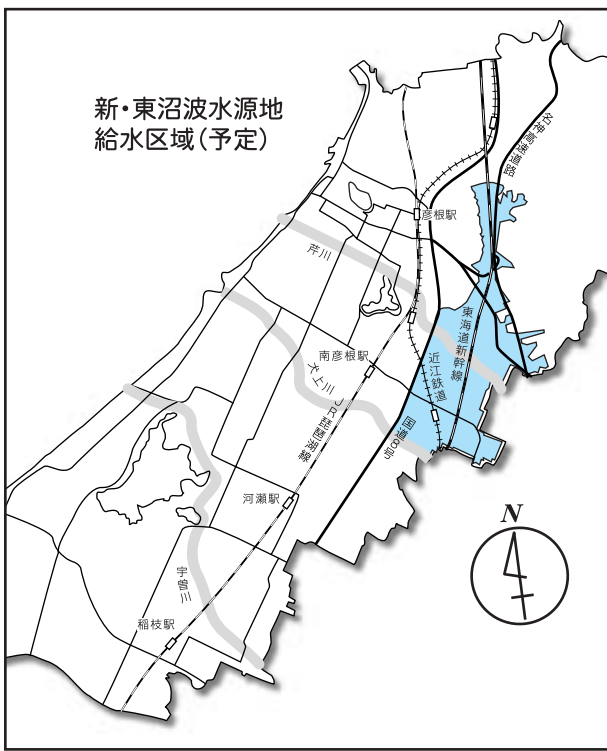 新・東沼波水源地
給水区域(予定)
名神高速道路
彦根駅
芹川
東海道新幹線
南彦根駅
近江鉄道
犬上川
JR琵琶湖線
国道8号
河瀬駅
N
宇曽川
稲枝駅